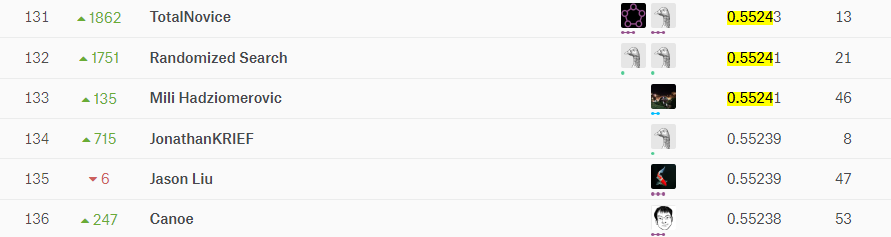 131 1862 TotalNovice 0.55243 13
132 1751 Randomized Search 0.55241 21
133 135 Mili Hadziomerovic 0.55241 46
134 715 JonathanKRIEF 0.55239 8
135 6 Jason Liu 0.55239 47
136 247 Canoe 0.55238 53